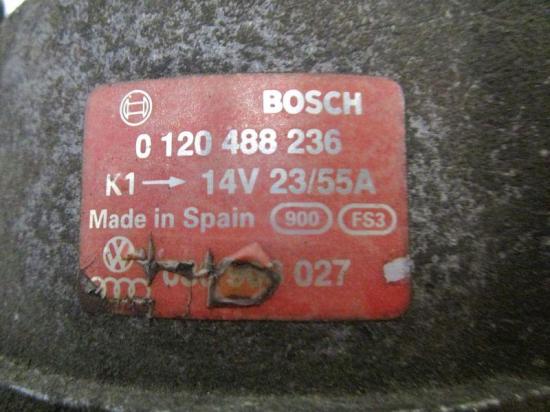 BOSCH
0 120 488 236
K1→ 14V 23/55A
Made in Spain 900 FS3
027